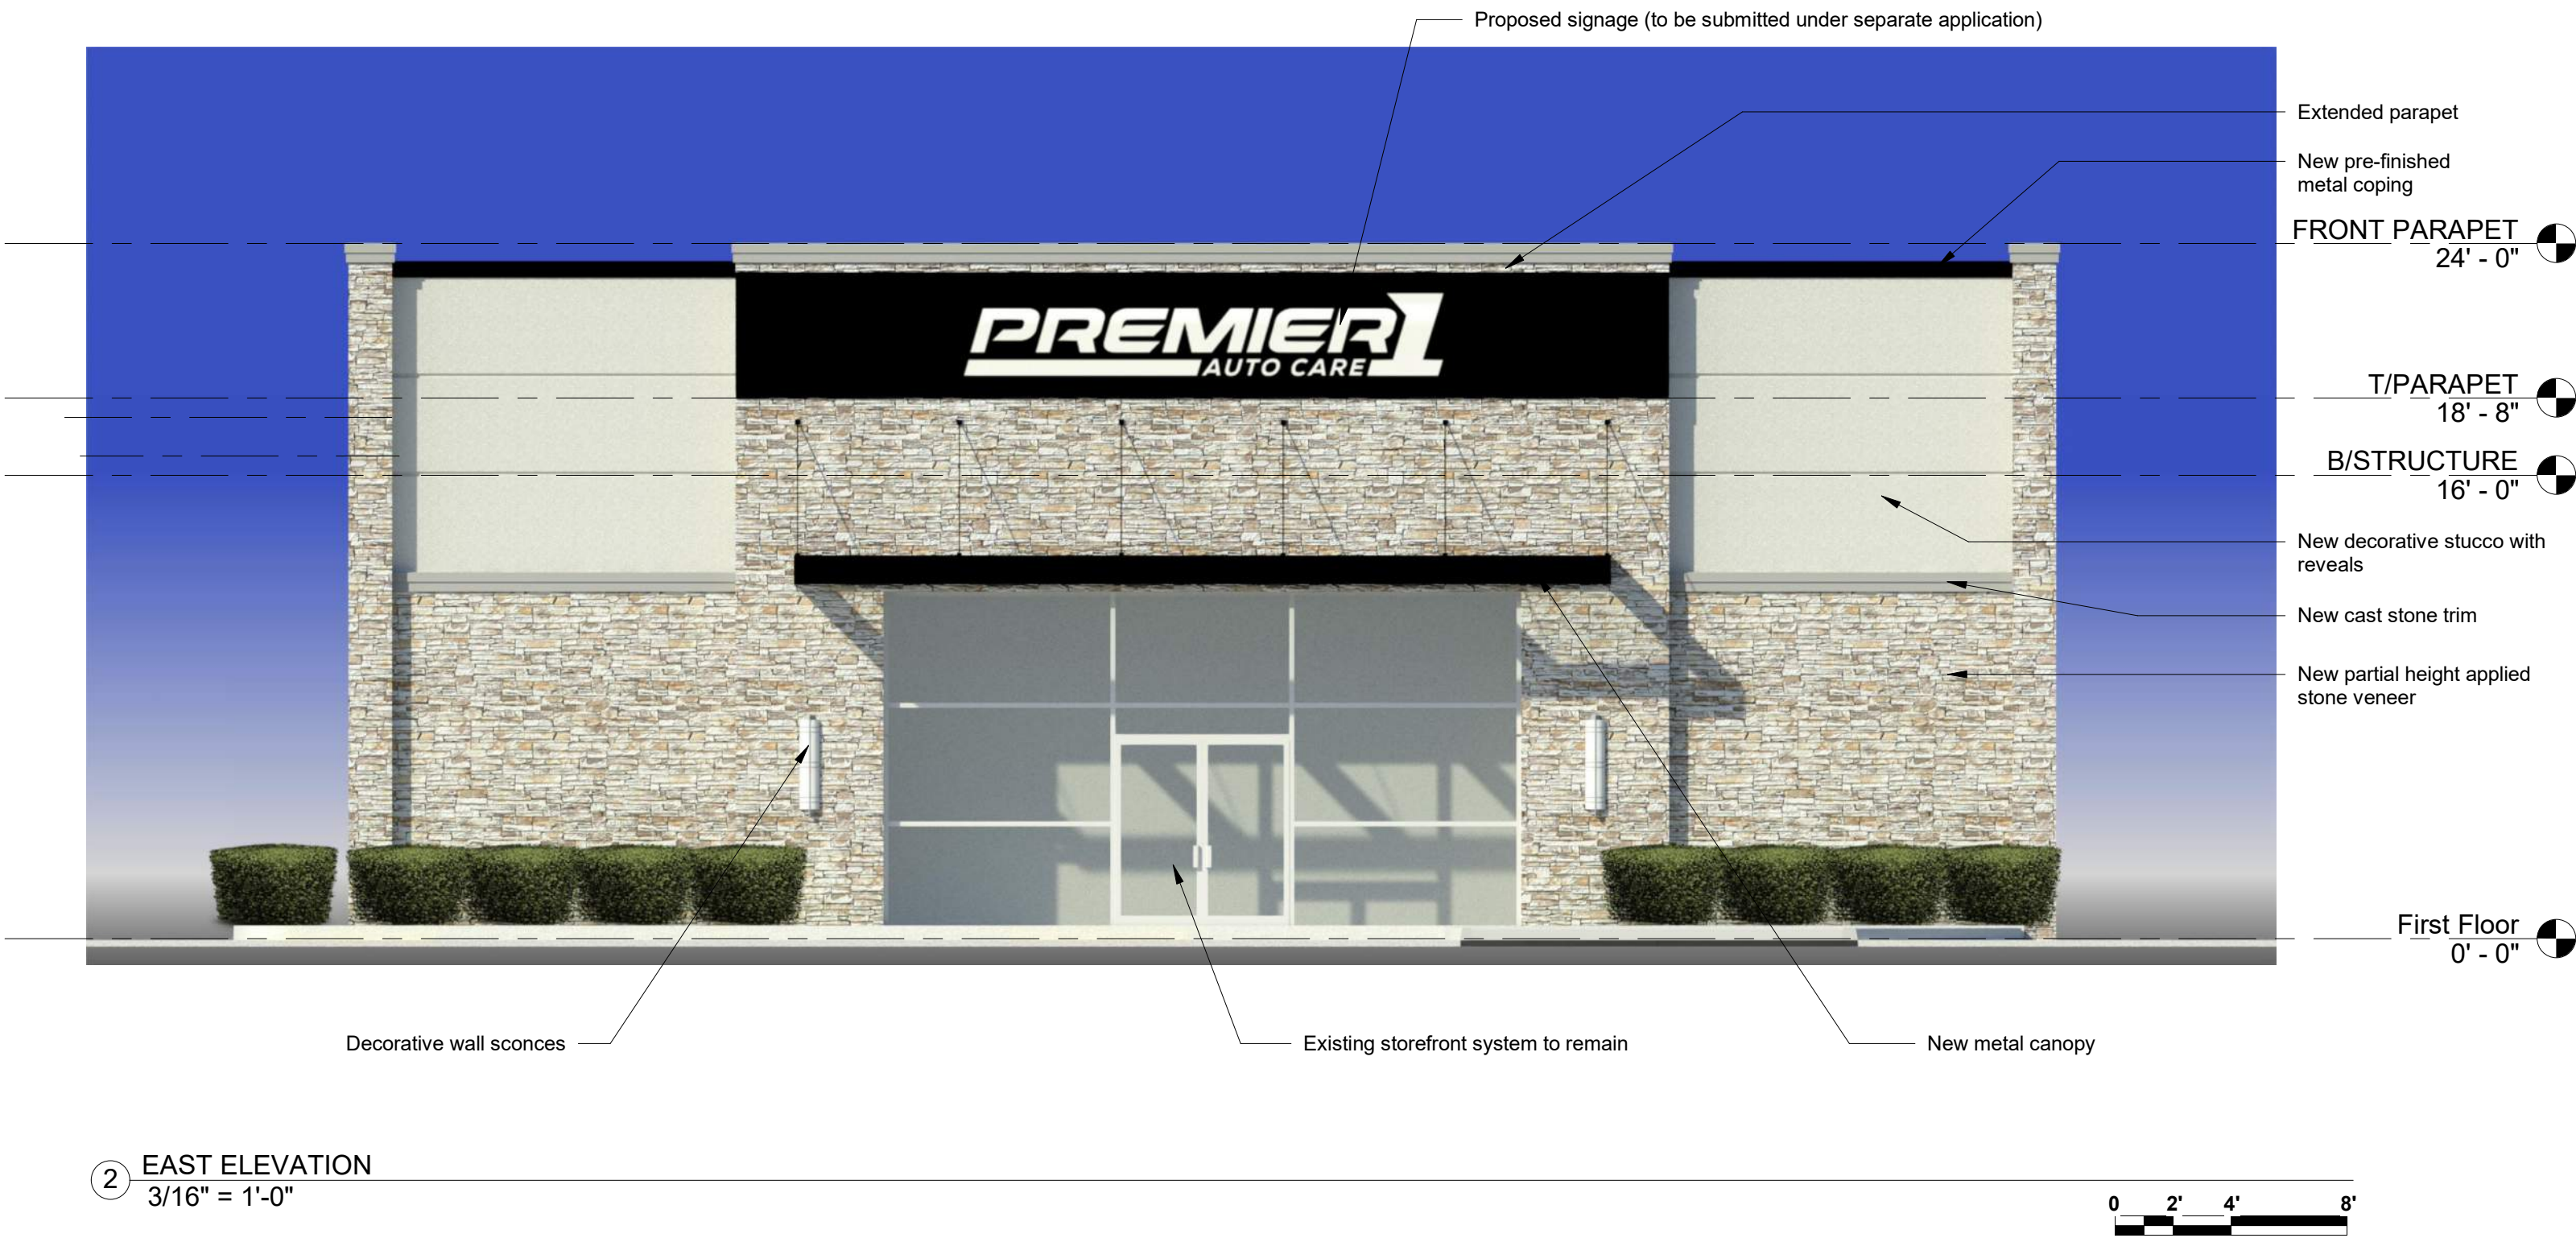 Proposed signage (to be submitted under separate application)
Extended parapet
New pre-finished
metal coping
FRONT PARAPET
24' - 0"
PREMIER1
AUTO CARE
T/PARAPET
18' - 8"
B/STRUCTURE
16' - 0"
New decorative stucco with
reveals
New cast stone trim
New partial height applied
stone veneer
First Floor
0' - 0"
Decorative wall sconces
Existing storefront system to remain
New metal canopy
2 EAST ELEVATION
3/16" = 1'-0"
0 2' 4' 8'